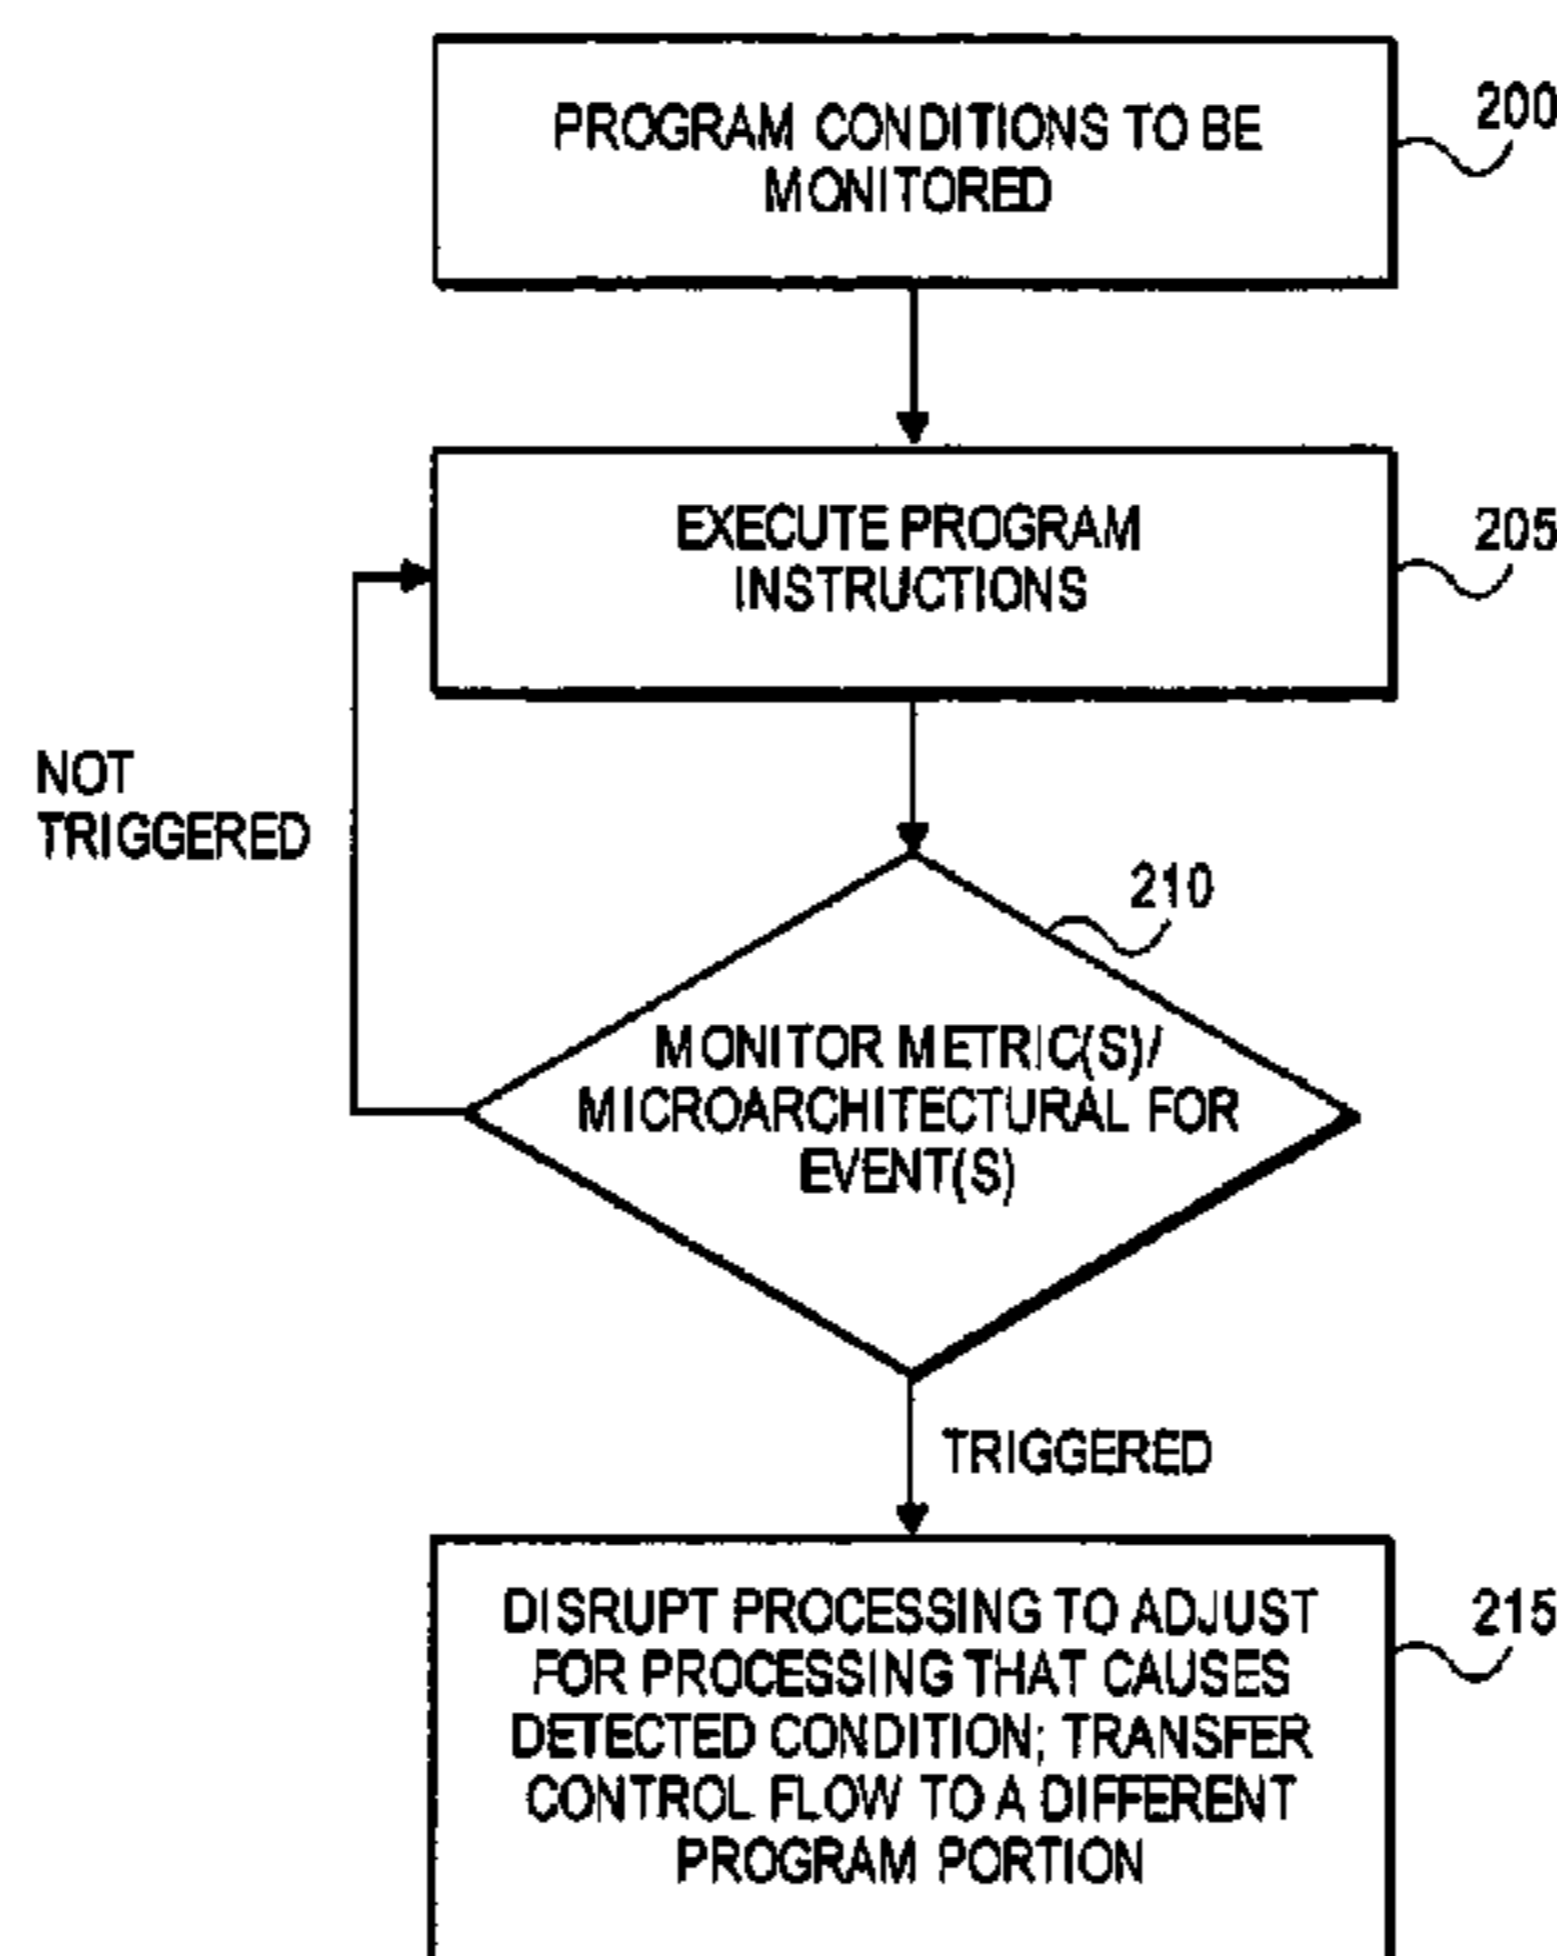 PROGRAM CONDITIONS TO BE
MONITORED
200
EXECUTE PROGRAM
INSTRUCTIONS
205
NOT
TRIGGERED
210
MONITOR METRIC(S)/
MICROARCHITECTURAL FOR
EVENT(S)
TRIGGERED
DISRUPT PROCESSING TO ADJUST
FOR PROCESSING THAT CAUSES
DETECTED CONDITION; TRANSFER
CONTROL FLOW TO A DIFFERENT
PROGRAM PORTION
215